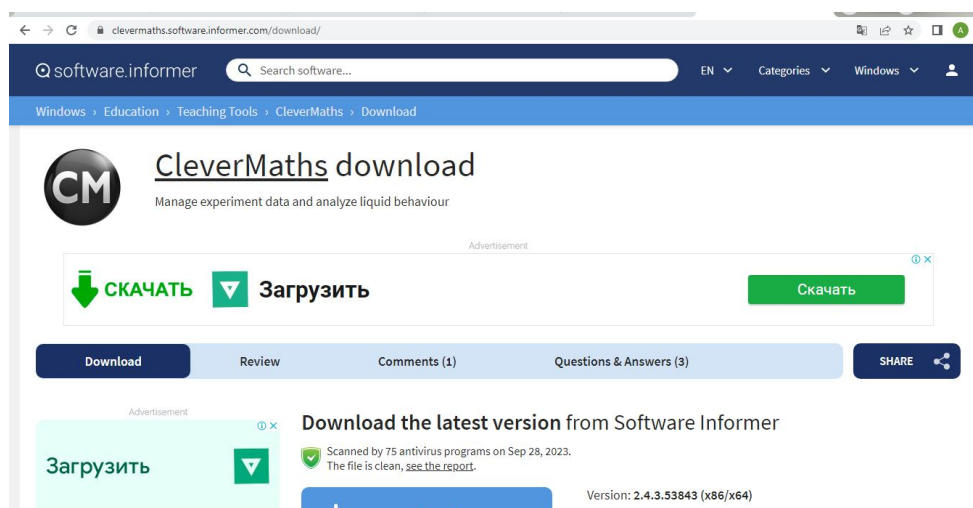 clevermaths.software.informer.com/download/
A
software.informer
Search software...
EN
Categories
Windows
Windows › Education › Teaching Tools › CleverMaths › Download
CM
CleverMaths download
Manage experiment data and analyze liquid behaviour
Advertisement
СКАЧАТЬ
Загрузить
Скачать
Download
Review
Comments (1)
Questions & Answers (3)
SHARE
Advertisement
Загрузить
Download the latest version from Software Informer
Scanned by 75 antivirus programs on Sep 28, 2023.
The file is clean, see the report.
Version: 2.4.3.53843 (x86/x64)